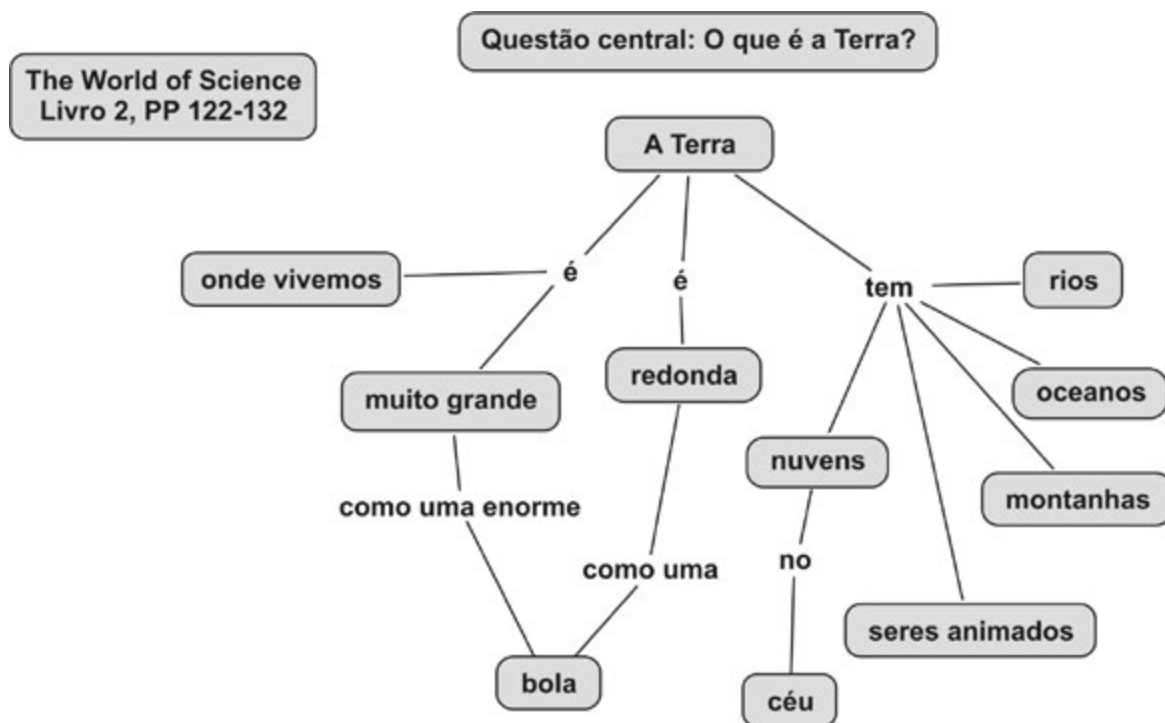 Questão central: O que é a Terra?
The World of Science
Livro 2, PP 122-132
A Terra
onde vivemos
é
é
tem
rios
muito grande
redonda
oceanos
nuvens
montanhas
como uma enorme
como uma
no
seres animados
bola
céu